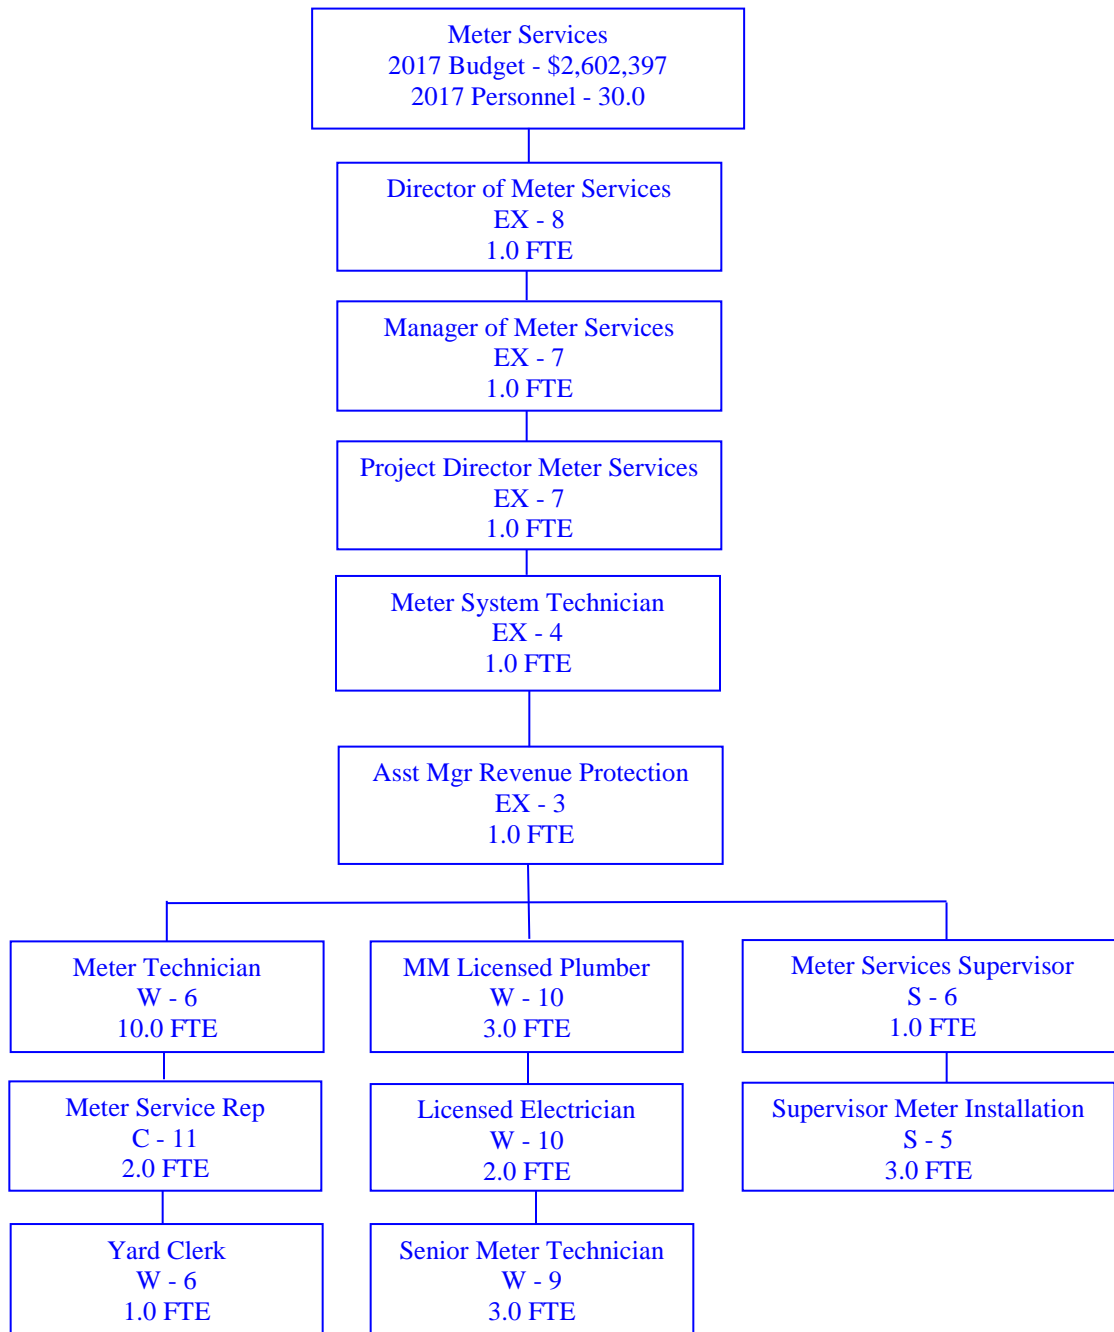 Meter Services
2017 Budget - $2,602,397
2017 Personnel - 30.0
Director of Meter Services
EX - 8
1.0 FTE
Manager of Meter Services
EX - 7
1.0 FTE
Project Director Meter Services
EX - 7
1.0 FTE
Meter System Technician
EX - 4
1.0 FTE
Asst Mgr Revenue Protection
EX - 3
1.0 FTE
Meter Technician
W - 6
10.0 FTE
MM Licensed Plumber
W - 10
3.0 FTE
Meter Services Supervisor
S - 6
1.0 FTE
Meter Service Rep
C - 11
2.0 FTE
Licensed Electrician
W - 10
2.0 FTE
Supervisor Meter Installation
S - 5
3.0 FTE
Yard Clerk
W - 6
1.0 FTE
Senior Meter Technician
W - 9
3.0 FTE